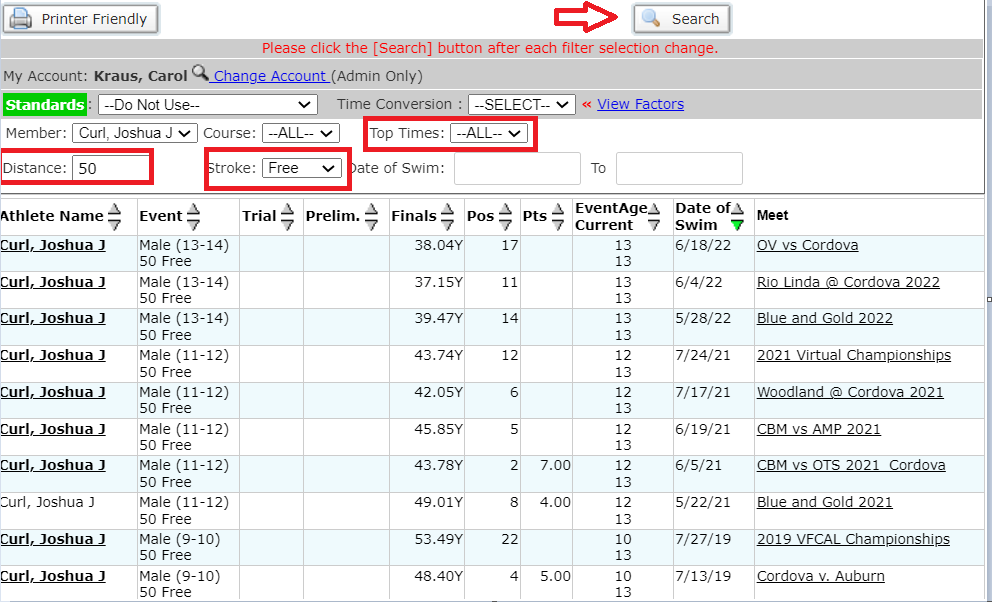 Printer Friendly Search
Please click the [Search] button after each filter selection change.
My Account: Kraus, Carol Change Account (Admin Only)
Standards: --Do Not Use-- Time Conversion : --SELECT-- « View Factors
Member: Curl, Joshua J Course: --ALL-- Top Times: --ALL--
Distance: 50 Stroke: Free Date of Swim: To
Athlete Name Event Trial Prelim. Finals Pos Pts EventAge Current Date of Swim Meet
Curl, Joshua J Male (13-14) 38.04Y 17 13 6/18/22 OV vs Cordova
50 Free 13
Curl, Joshua J Male (13-14) 37.15Y 11 13 6/4/22 Rio Linda @ Cordova 2022
50 Free 13
Curl, Joshua J Male (13-14) 39.47Y 14 13 5/28/22 Blue and Gold 2022
50 Free 13
Curl, Joshua J Male (11-12) 43.74Y 12 12 7/24/21 2021 Virtual Championships
50 Free 13
Curl, Joshua J Male (11-12) 42.05Y 6 12 7/17/21 Woodland @ Cordova 2021
50 Free 13
Curl, Joshua J Male (11-12) 45.85Y 5 12 6/19/21 CBM vs AMP 2021
50 Free 13
Curl, Joshua J Male (11-12) 43.78Y 2 7.00 12 6/5/21 CBM vs OTS 2021 Cordova
50 Free 13
Curl, Joshua J Male (11-12) 49.01Y 8 4.00 12 5/22/21 Blue and Gold 2021
50 Free 13
Curl, Joshua J Male (9-10) 53.49Y 22 10 7/27/19 2019 VFCAL Championships
50 Free 13
Curl, Joshua J Male (9-10) 48.40Y 4 5.00 10 7/13/19 Cordova v. Auburn
50 Free 13